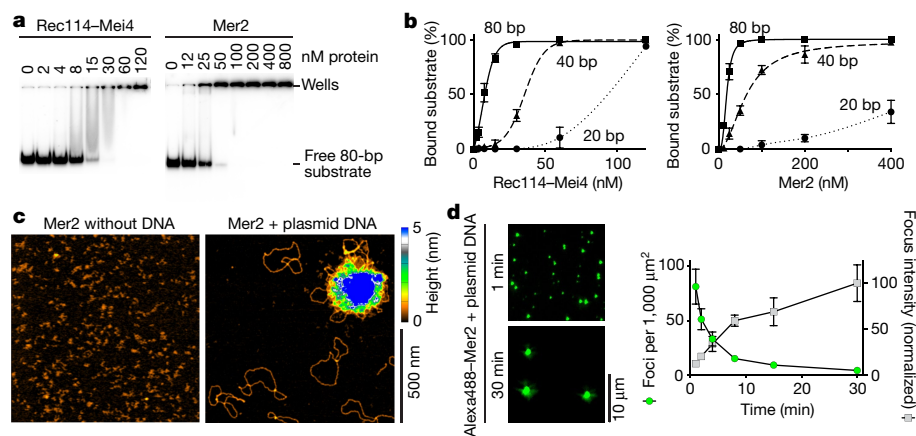 a
Rec114–Mei4
Mer2
0 2 4 8 15 30 60 120
0 12 25 50 100 200 400 800
nM protein
Wells
Free 80-bp
substrate
b
Bound substrate (%)
100
50
0
80 bp
40 bp
20 bp
0 50 100
Rec114–Mei4 (nM)
Bound substrate (%)
100
50
0
80 bp
40 bp
20 bp
0 200 400
Mer2 (nM)
c
Mer2 without DNA
Mer2 + plasmid DNA
5
0
Height (nm)
500 nm
d
Alexa488–Mer2 + plasmid DNA
1 min
30 min
10 μm
Foci per 1,000 μm²
100
50
0
0 10 20 30
Time (min)
100
50
0
Focus intensity (normalized)